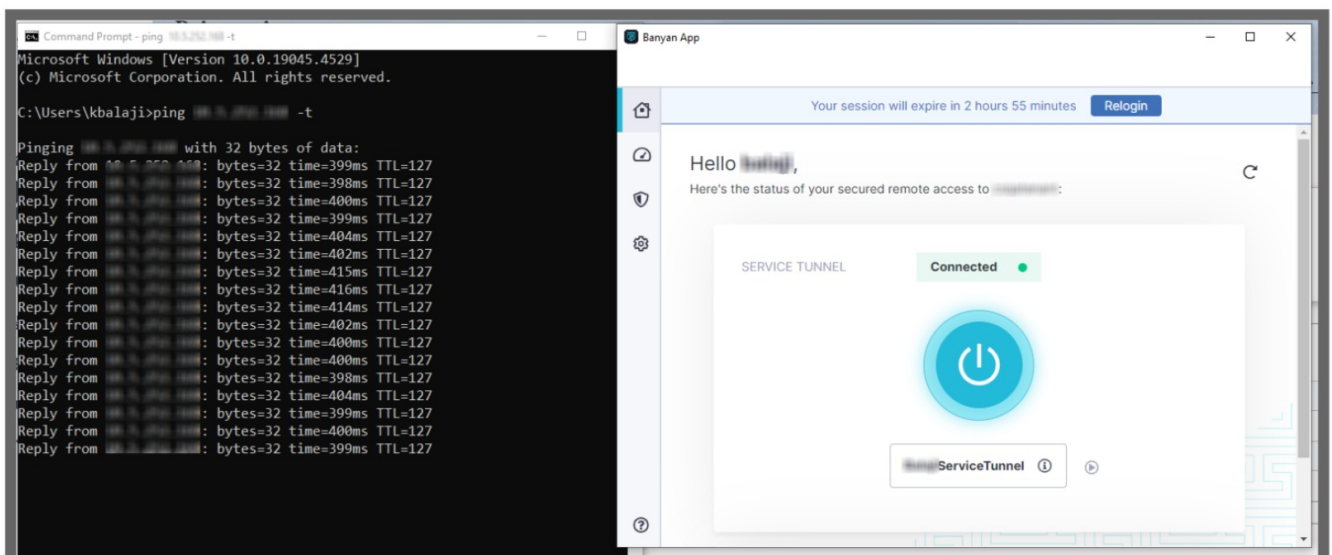 Command Prompt - ping -t
Microsoft Windows [Version 10.0.19045.4529]
(c) Microsoft Corporation. All rights reserved.
C:\Users\kbalaji>ping -t
Pinging with 32 bytes of data:
Reply from : bytes=32 time=399ms TTL=127
Reply from : bytes=32 time=398ms TTL=127
Reply from : bytes=32 time=400ms TTL=127
Reply from : bytes=32 time=399ms TTL=127
Reply from : bytes=32 time=404ms TTL=127
Reply from : bytes=32 time=402ms TTL=127
Reply from : bytes=32 time=415ms TTL=127
Reply from : bytes=32 time=416ms TTL=127
Reply from : bytes=32 time=414ms TTL=127
Reply from : bytes=32 time=402ms TTL=127
Reply from : bytes=32 time=400ms TTL=127
Reply from : bytes=32 time=400ms TTL=127
Reply from : bytes=32 time=398ms TTL=127
Reply from : bytes=32 time=404ms TTL=127
Reply from : bytes=32 time=399ms TTL=127
Reply from : bytes=32 time=400ms TTL=127
Reply from : bytes=32 time=399ms TTL=127
Banyan App
Your session will expire in 2 hours 55 minutes Relogin
Hello ,
Here's the status of your secured remote access to :
SERVICE TUNNEL Connected
ServiceTunnel